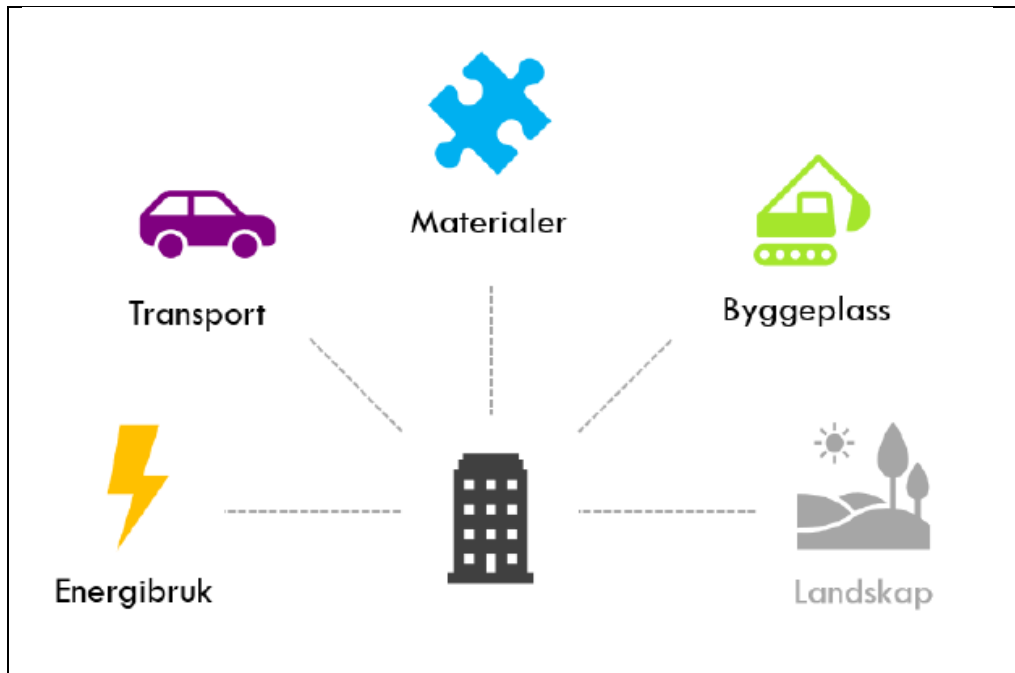 Materialer
Transport
Byggeplass
Energibruk
Landskap